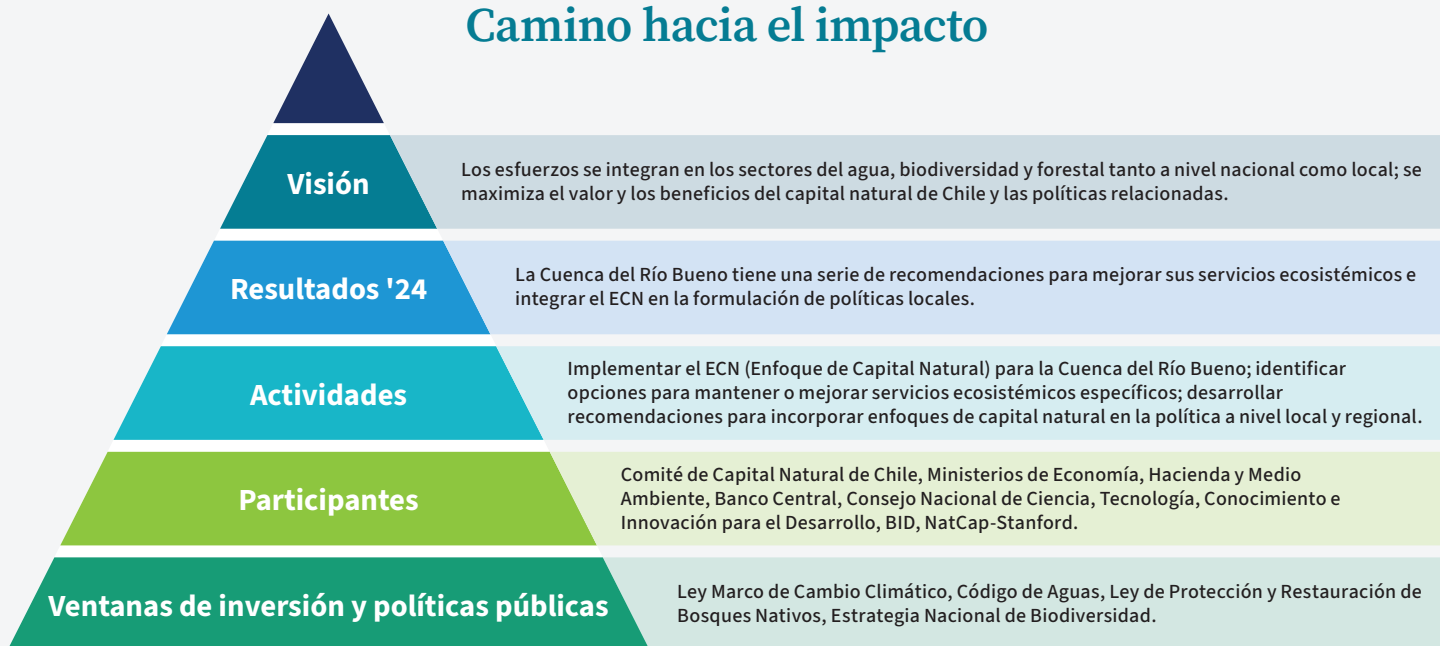 Camino hacia el impacto
Visión
Los esfuerzos se integran en los sectores del agua, biodiversidad y forestal tanto a nivel nacional como local; se
maximiza el valor y los beneficios del capital natural de Chile y las políticas relacionadas.
Resultados '24
La Cuenca del Río Bueno tiene una serie de recomendaciones para mejorar sus servicios ecosistémicos e
integrar el ECN en la formulación de políticas locales.
Actividades
Implementar el ECN (Enfoque de Capital Natural) para la Cuenca del Río Bueno; identificar
opciones para mantener o mejorar servicios ecosistémicos específicos; desarrollar
recomendaciones para incorporar enfoques de capital natural en la política a nivel local y regional.
Participantes
Comité de Capital Natural de Chile, Ministerios de Economía, Hacienda y Medio
Ambiente, Banco Central, Consejo Nacional de Ciencia, Tecnología, Conocimiento e
Innovación para el Desarrollo, BID, NatCap-Stanford.
Ventanas de inversión y políticas públicas
Ley Marco de Cambio Climático, Código de Aguas, Ley de Protección y Restauración de
Bosques Nativos, Estrategia Nacional de Biodiversidad.